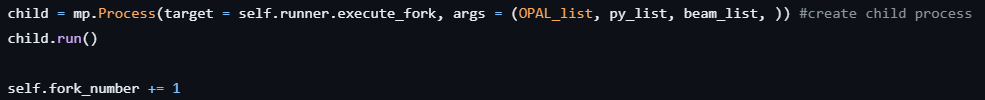 child = mp.Process(target = self.runner.execute_fork, args = (OPAL_list, py_list, beam_list, )) #create child process
child.run()
self.fork_number += 1